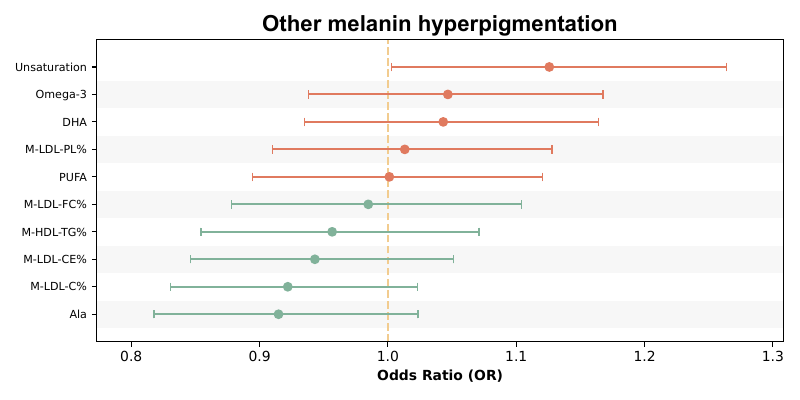 Other melanin hyperpigmentation
Unsaturation
Omega-3
DHA
M-LDL-PL%
PUFA
M-LDL-FC%
M-HDL-TG%
M-LDL-CE%
M-LDL-C%
Ala
0.8 0.9 1.0 1.1 1.2 1.3
Odds Ratio (OR)